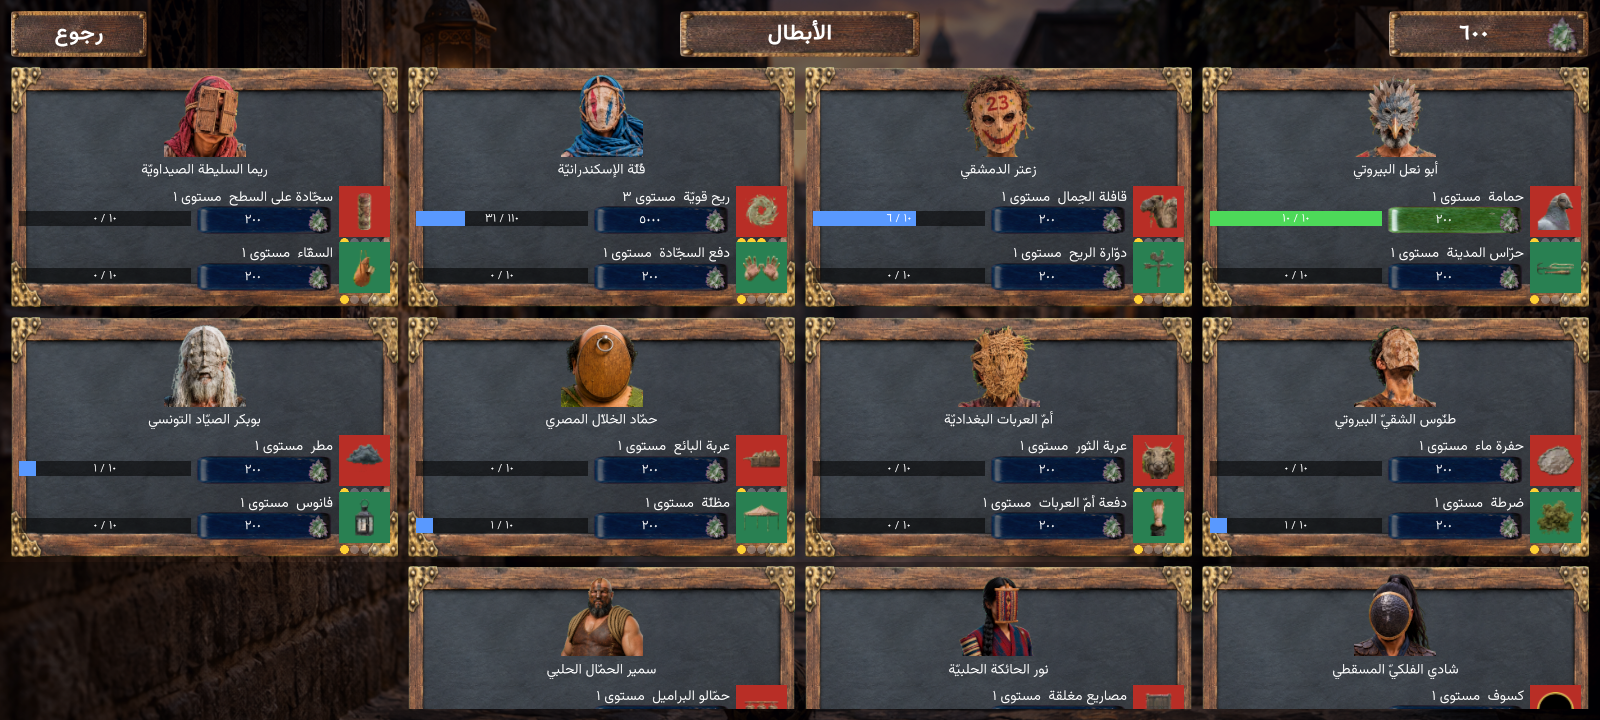 ٦٠٠
الأبطال
رجوع
أبو نعل البيروتي
حمامة مستوى ١
٢٠٠
١٠ / ١٠
حرّاس المدينة مستوى ١
٢٠٠
٠ / ١٠
زعتر الدمشقي
23
قافلة الجمال مستوى ١
٢٠٠
٦ / ١٠
دوّارة الريح مستوى ١
٢٠٠
٠ / ١٠
قنّة الإسكندرانيّة
ريح قويّة مستوى ٣
٥٠٠٠
٣١ / ١١٠
دفع السجّادة مستوى ١
٢٠٠
٠ / ١٠
ريما السليطة الصيداويّة
سجّادة على السطح مستوى ١
٢٠٠
٠ / ١٠
السقّاء مستوى ١
٢٠٠
٠ / ١٠
طنّوس الشقيّ البيروتي
حفرة ماء مستوى ١
٢٠٠
٠ / ١٠
ضرطة مستوى ١
٢٠٠
١ / ١٠
أمّ العربات البغداديّة
عربة الثور مستوى ١
٢٠٠
٠ / ١٠
دفعة أمّ العربات مستوى ١
٢٠٠
٠ / ١٠
حمّاد الخلّال المصري
عربة البائع مستوى ١
٢٠٠
٠ / ١٠
مظلّة مستوى ١
٢٠٠
١ / ١٠
بوبكر الصيّاد التونسي
مطر مستوى ١
٢٠٠
١ / ١٠
فانوس مستوى ١
٢٠٠
٠ / ١٠
شادي الفلكيّ المسقطي
كسوف مستوى ١
نور الحائكة الحلبيّة
مصاريع مغلقة مستوى ١
سمير الحمّال الحلبي
حمّالو البراميل مستوى ١